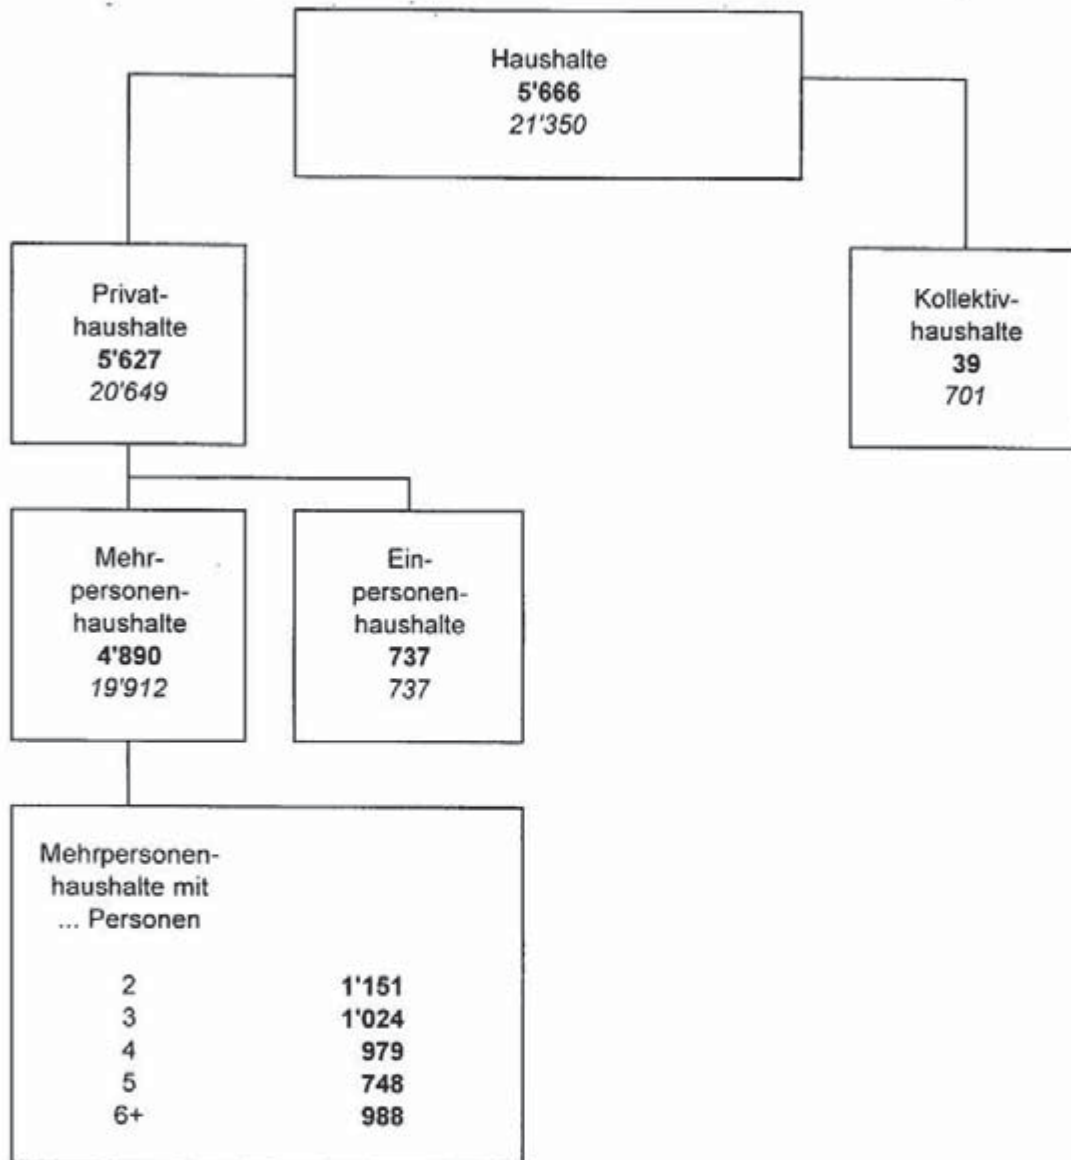 Haushalte
5'666
21'350
Privat-
haushalte
5'627
20'649
Kollektiv-
haushalte
39
701
Mehr-
personen-
haushalte
4'890
19'912
Ein-
personen-
haushalte
737
737
Mehrpersonen-
haushalte mit
... Personen
2 1'151
3 1'024
4 979
5 748
6+ 988